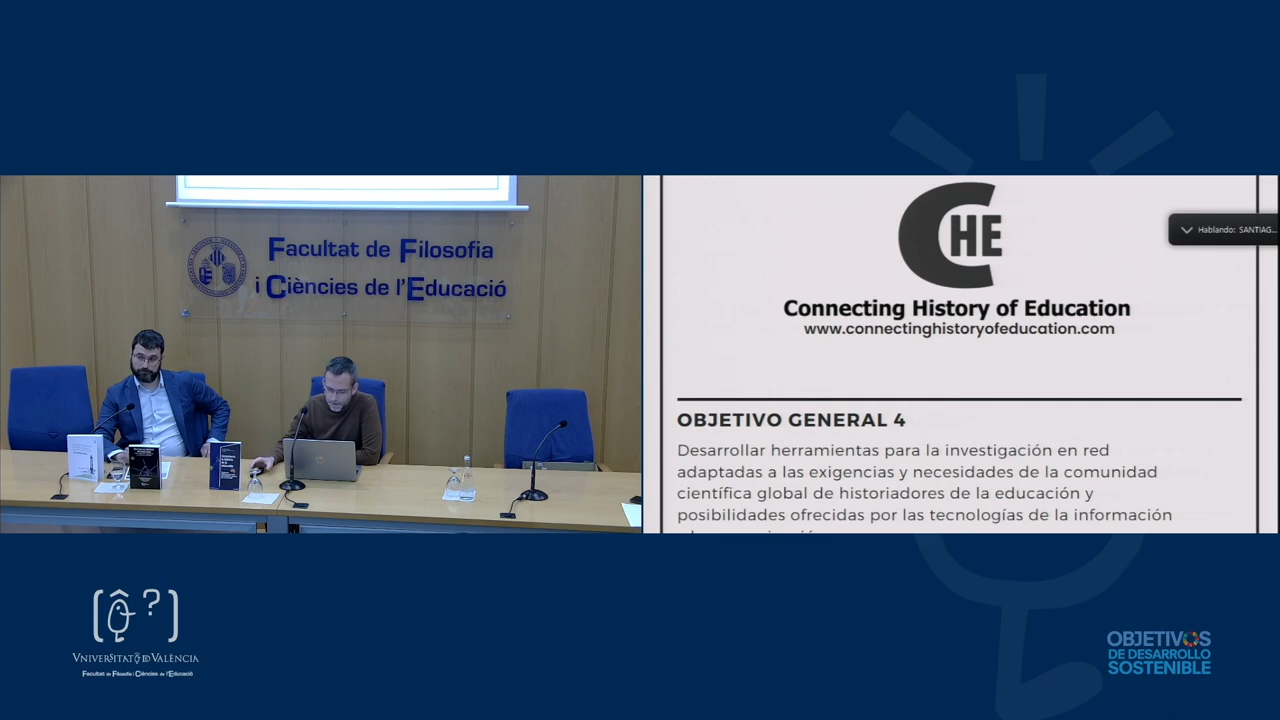 Facultat de Filosofia
i Ciències de l'Educació
CHE
Connecting History of Education
www.connectinghistoryofeducation.com
Hablando: SANTIAG...
OBJETIVO GENERAL 4
Desarrollar herramientas para la investigación en red
adaptadas a las exigencias y necesidades de la comunidad
científica global de historiadores de la educación y
posibilidades ofrecidas por las tecnologías de la información
hp
[ô?]
VNIVERSITATǬDVALÈNCIA
Facultat de Filosofia i Ciències de l'Educació
OBJETIVOS
DE DESARROLLO
SOSTENIBLE